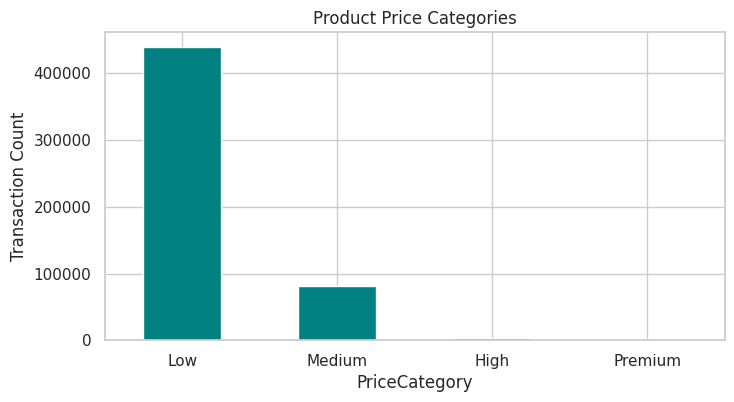 Product Price Categories
Transaction Count
400000
300000
200000
100000
0
Low Medium High Premium
PriceCategory